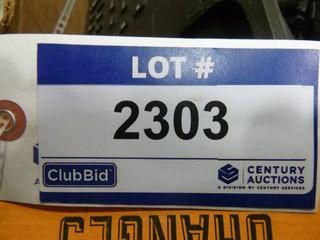 LOT #
2303
ClubBid
CENTURY
AUCTIONS
A DIVISION OF CENTURY SERVICES